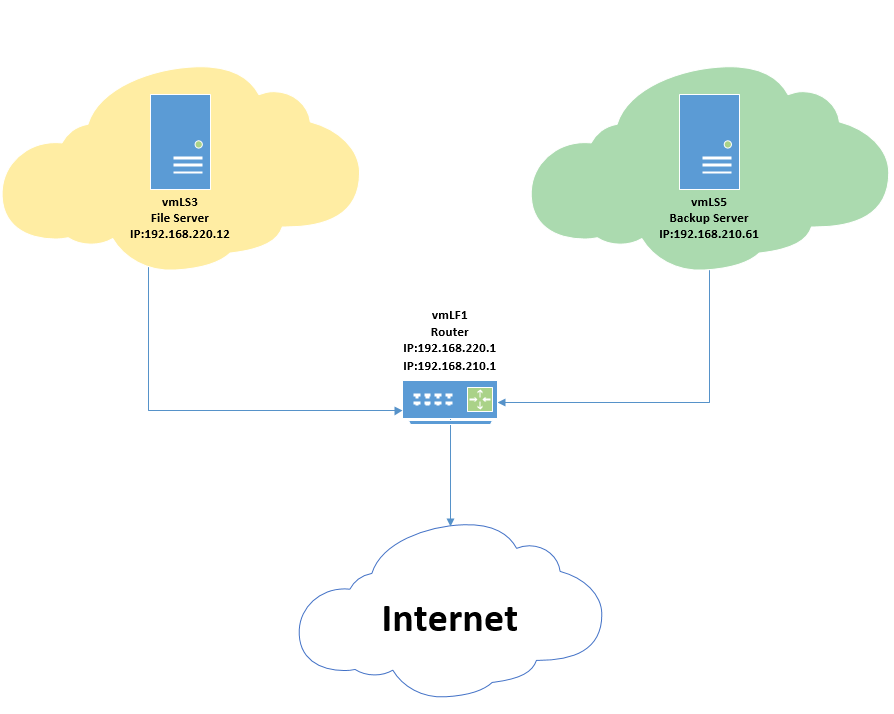 vmLS3
File Server
IP:192.168.220.12
vmLS5
Backup Server
IP:192.168.210.61
vmLF1
Router
IP:192.168.220.1
IP:192.168.210.1
Internet